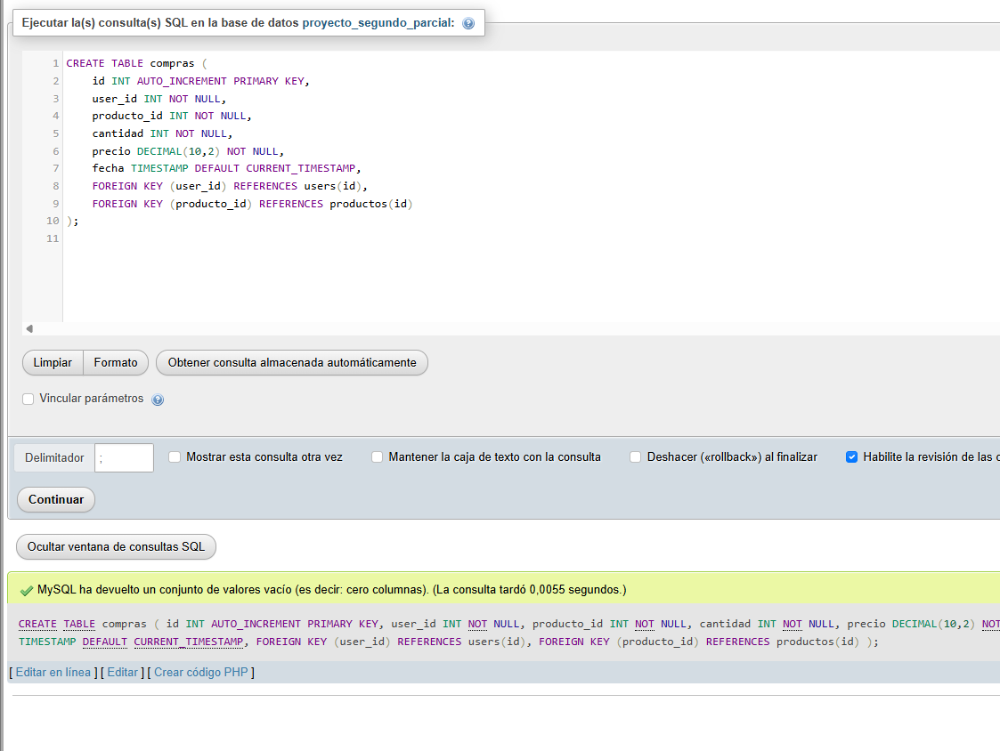 Ejecutar la(s) consulta(s) SQL en la base de datos proyecto_segundo_parcial:
1 CREATE TABLE compras (
2 id INT AUTO_INCREMENT PRIMARY KEY,
3 user_id INT NOT NULL,
4 producto_id INT NOT NULL,
5 cantidad INT NOT NULL,
6 precio DECIMAL(10,2) NOT NULL,
7 fecha TIMESTAMP DEFAULT CURRENT_TIMESTAMP,
8 FOREIGN KEY (user_id) REFERENCES users(id),
9 FOREIGN KEY (producto_id) REFERENCES productos(id)
10 );
11
Limpiar Formato Obtener consulta almacenada automáticamente
Vincular parámetros
Delimitador ; Mostrar esta consulta otra vez Mantener la caja de texto con la consulta Deshacer («rollback») al finalizar Habilite la revisión de las
Continuar
Ocultar ventana de consultas SQL
MySQL ha devuelto un conjunto de valores vacío (es decir: cero columnas). (La consulta tardó 0,0055 segundos.)
CREATE TABLE compras ( id INT AUTO_INCREMENT PRIMARY KEY, user_id INT NOT NULL, producto_id INT NOT NULL, cantidad INT NOT NULL, precio DECIMAL(10,2) NOT
TIMESTAMP DEFAULT CURRENT_TIMESTAMP, FOREIGN KEY (user_id) REFERENCES users(id), FOREIGN KEY (producto_id) REFERENCES productos(id) );
[ Editar en línea ] [ Editar ] [ Crear código PHP ]